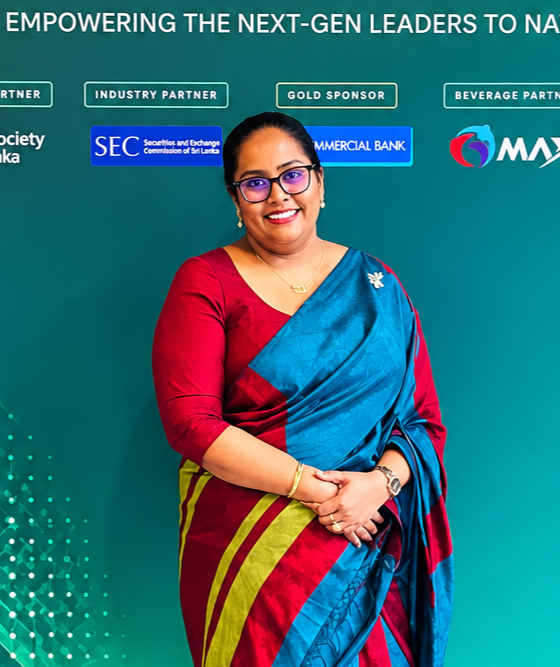 EMPOWERING THE NEXT-GEN LEADERS TO NA
RTNER
INDUSTRY PARTNER
GOLD SPONSOR
BEVERAGE PARTN
ociety
nka
SEC
Securities and Exchange
Commission of Sri Lanka
MMERCIAL BANK
MAX